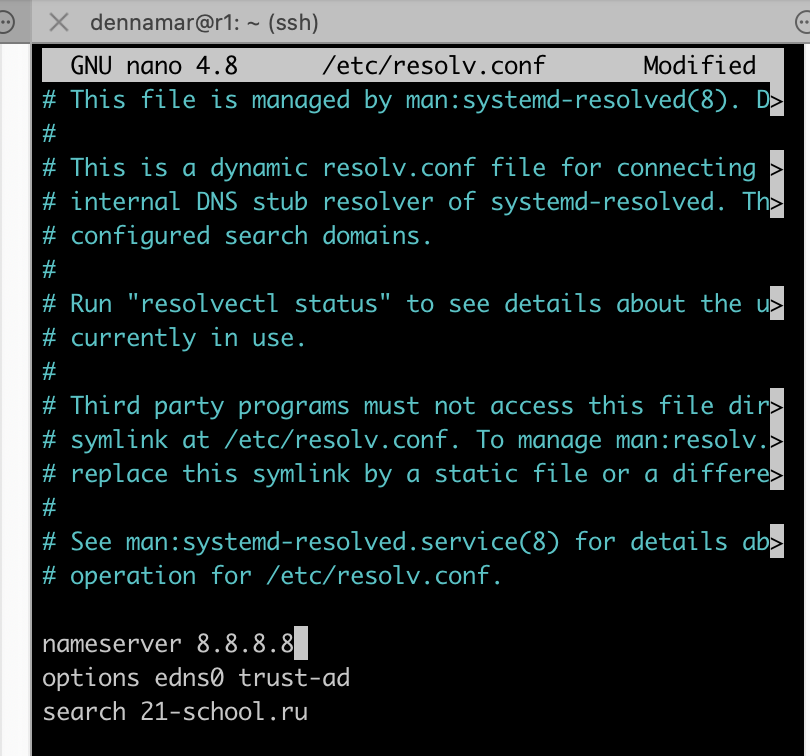 dennamar@r1: ~ (ssh)
GNU nano 4.8 /etc/resolv.conf Modified
# This file is managed by man:systemd-resolved(8). D>
#
# This is a dynamic resolv.conf file for connecting >
# internal DNS stub resolver of systemd-resolved. Th>
# configured search domains.
#
# Run "resolvectl status" to see details about the u>
# currently in use.
#
# Third party programs must not access this file dir>
# symlink at /etc/resolv.conf. To manage man:resolv.>
# replace this symlink by a static file or a differe>
#
# See man:systemd-resolved.service(8) for details ab>
# operation for /etc/resolv.conf.
nameserver 8.8.8.8
options edns0 trust-ad
search 21-school.ru